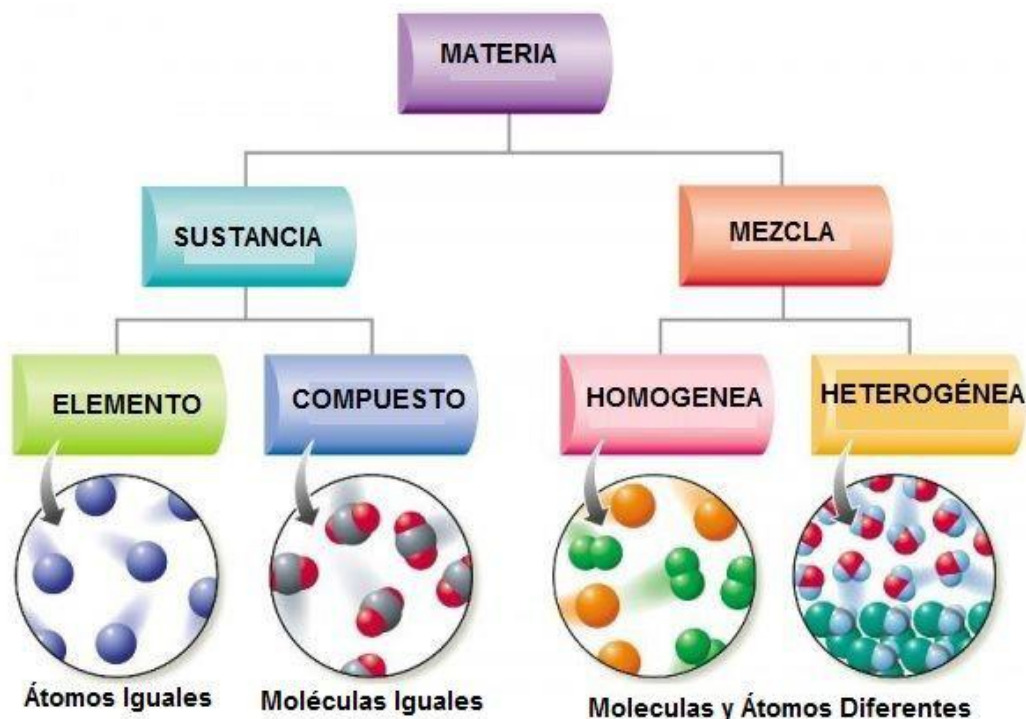 MATERIA
SUSTANCIA
MEZCLA
ELEMENTO
COMPUESTO
HOMOGENEA
HETEROGÉNEA
Átomos Iguales
Moléculas Iguales
Moleculas y Átomos Diferentes